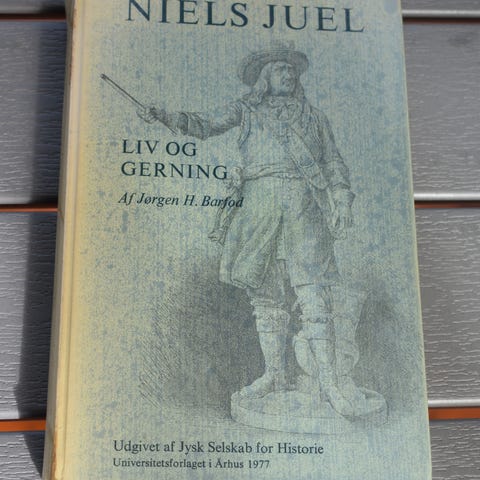 NIELS JUEL
LIV OG
GERNING
Af Jørgen H. Barfod
Udgivet af Jysk Selskab for Historie
Universitetsforlaget i Århus 1977